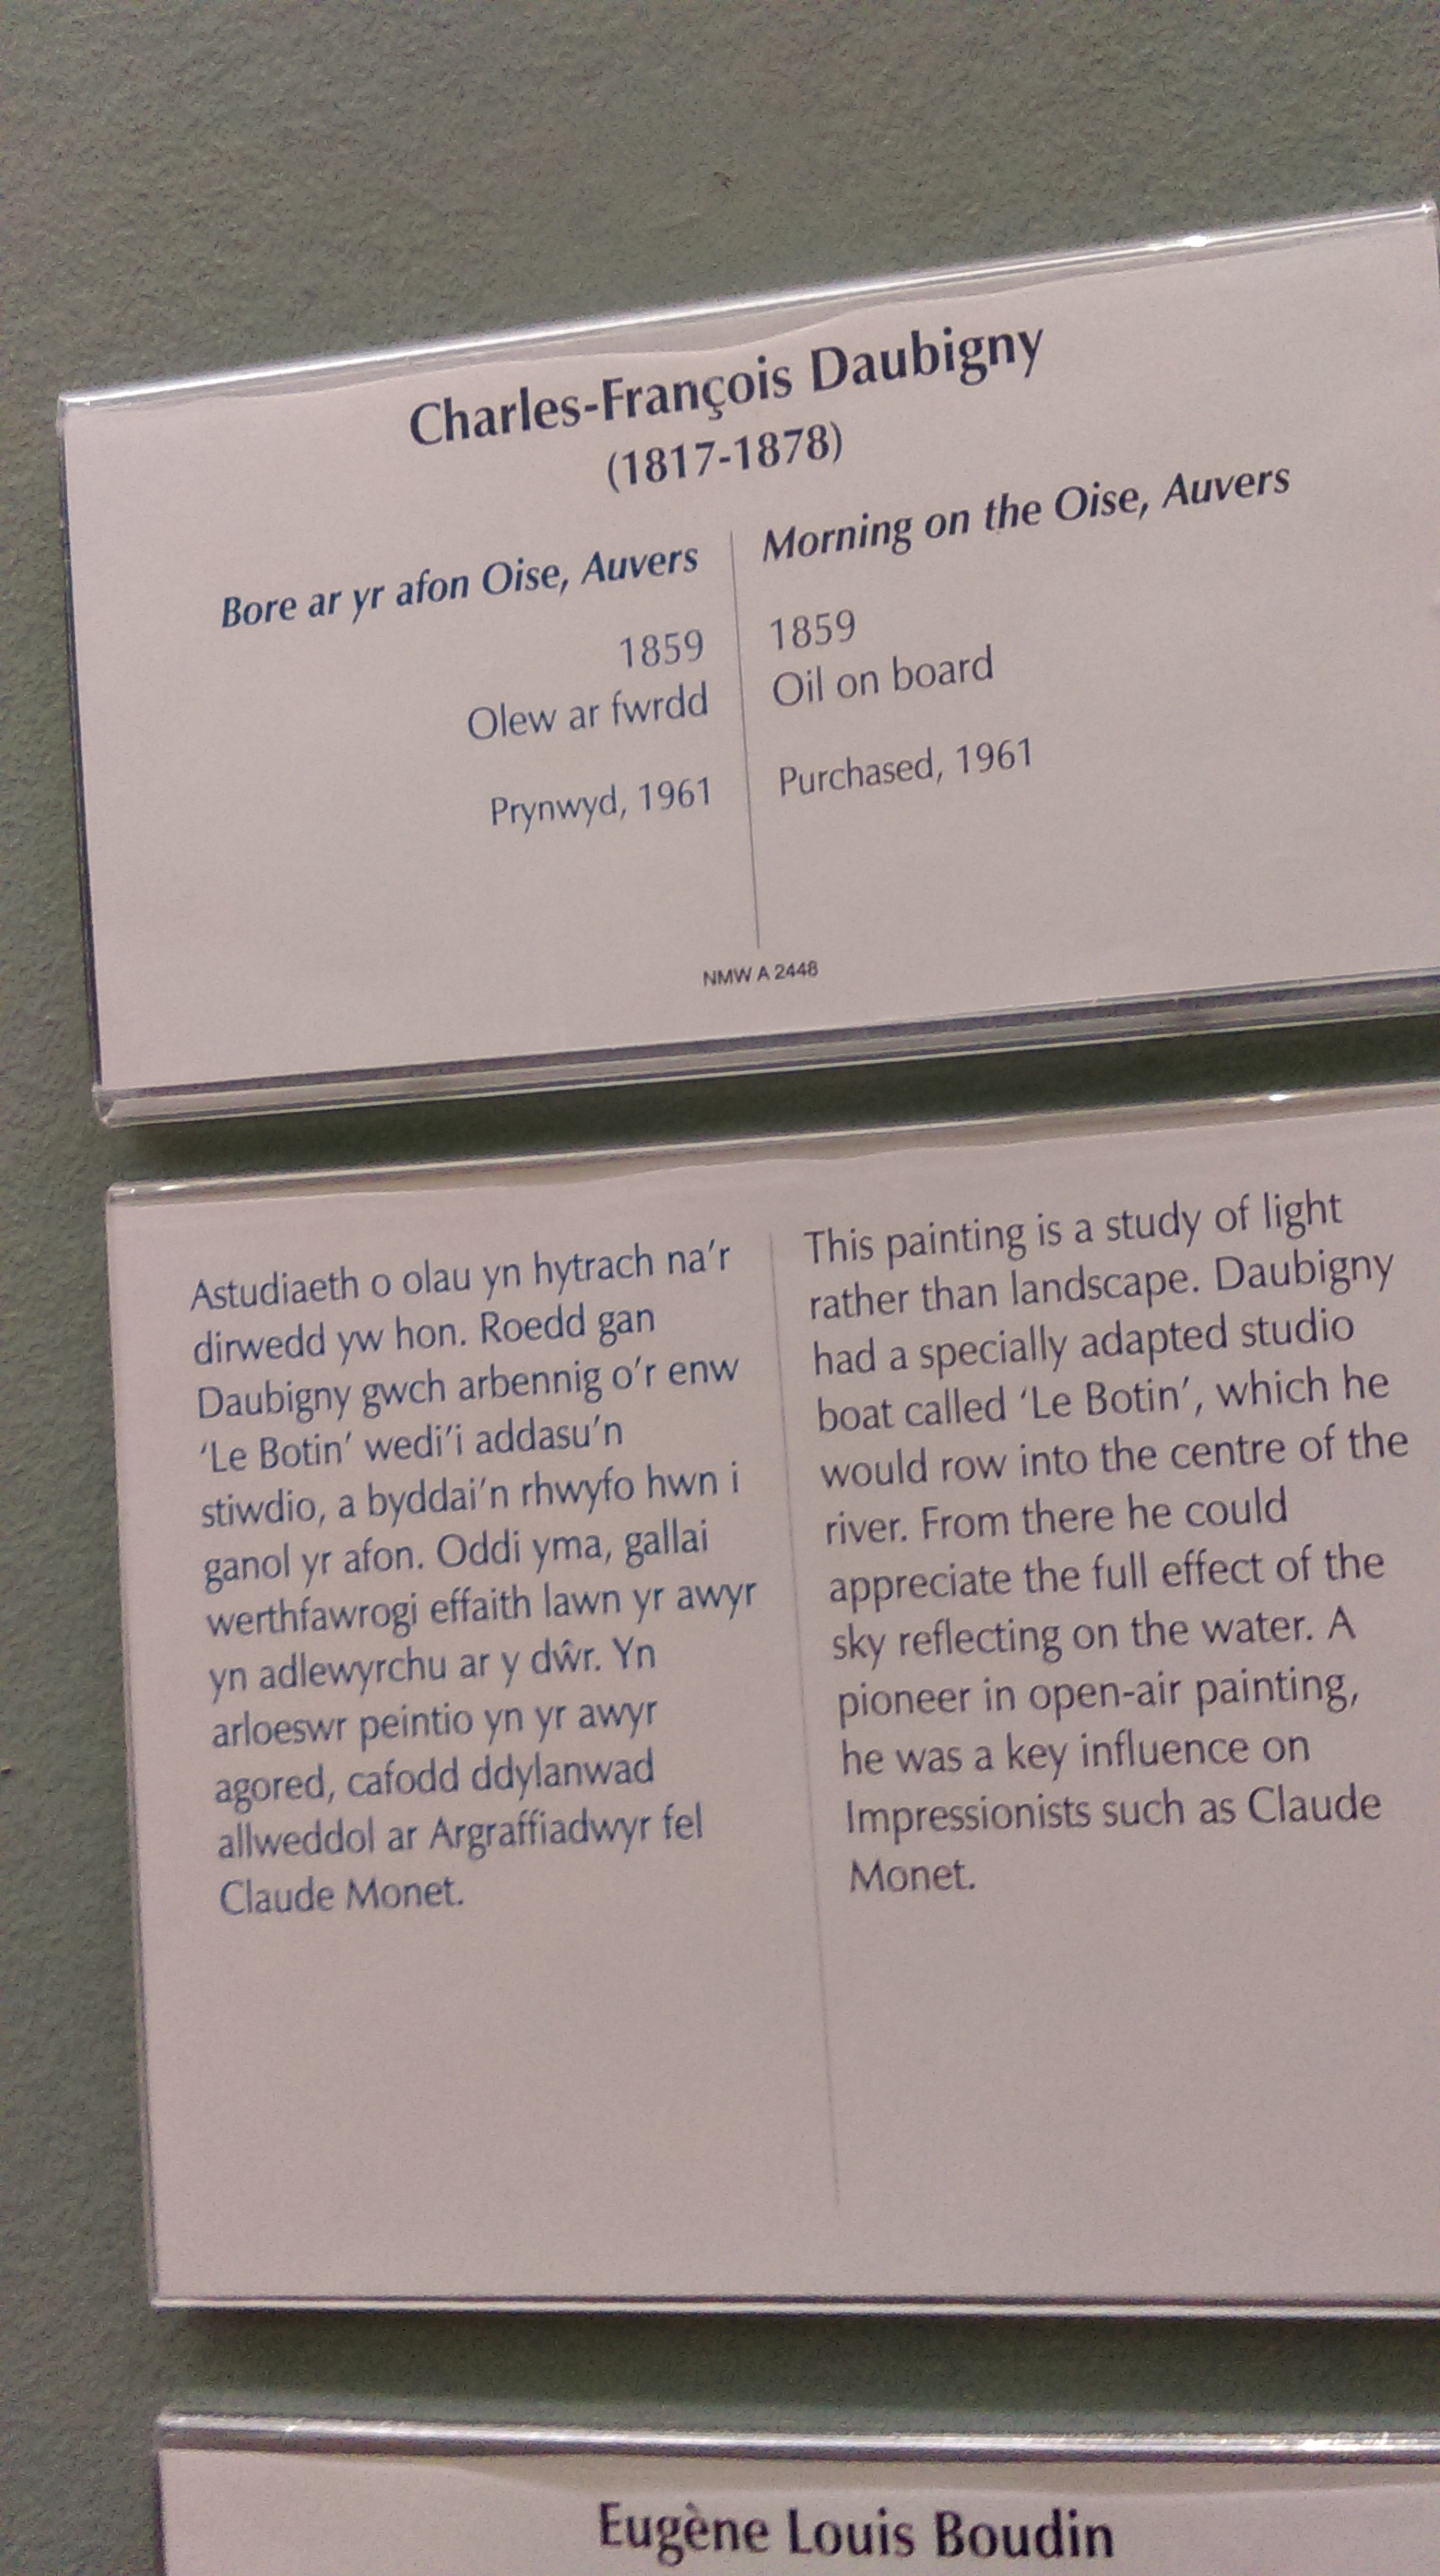 Charles-François Daubigny
(1817-1878)
Bore ar yr afon Oise, Auvers
1859
Olew ar fwrdd
Prynwyd, 1961
Morning on the Oise, Auvers
1859
Oil on board
Purchased, 1961
NMW A 2448
Astudiaeth o olau yn hytrach na'r
dirwedd yw hon. Roedd gan
Daubigny gwch arbennig o'r enw
'Le Botin' wedi'i addasu'n
stiwdio, a byddai'n rhwyfo hwn i
ganol yr afon. Oddi yma, gallai
werthfawrogi effaith lawn yr awyr
yn adlewyrchu ar y dŵr. Yn
arloeswr peintio yn yr awyr
agored, cafodd ddylanwad
allweddol ar Argraffiadwyr fel
Claude Monet.
This painting is a study of light
rather than landscape. Daubigny
had a specially adapted studio
boat called 'Le Botin', which he
would row into the centre of the
river. From there he could
appreciate the full effect of the
sky reflecting on the water. A
pioneer in open-air painting,
he was a key influence on
Impressionists such as Claude
Monet.
Eugène Louis Boudin